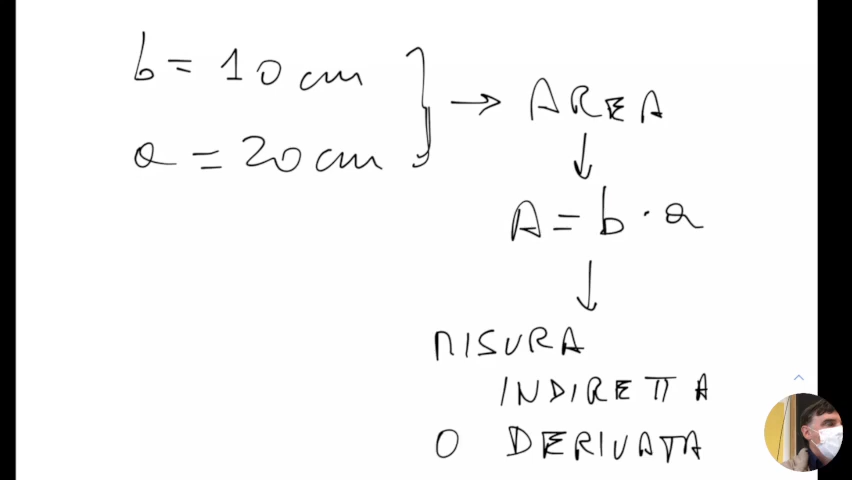 b = 10 cm
a = 20 cm
→ AREA
↓
A = b · a
↓
MISURA
INDIRETTA
O DERIVATA